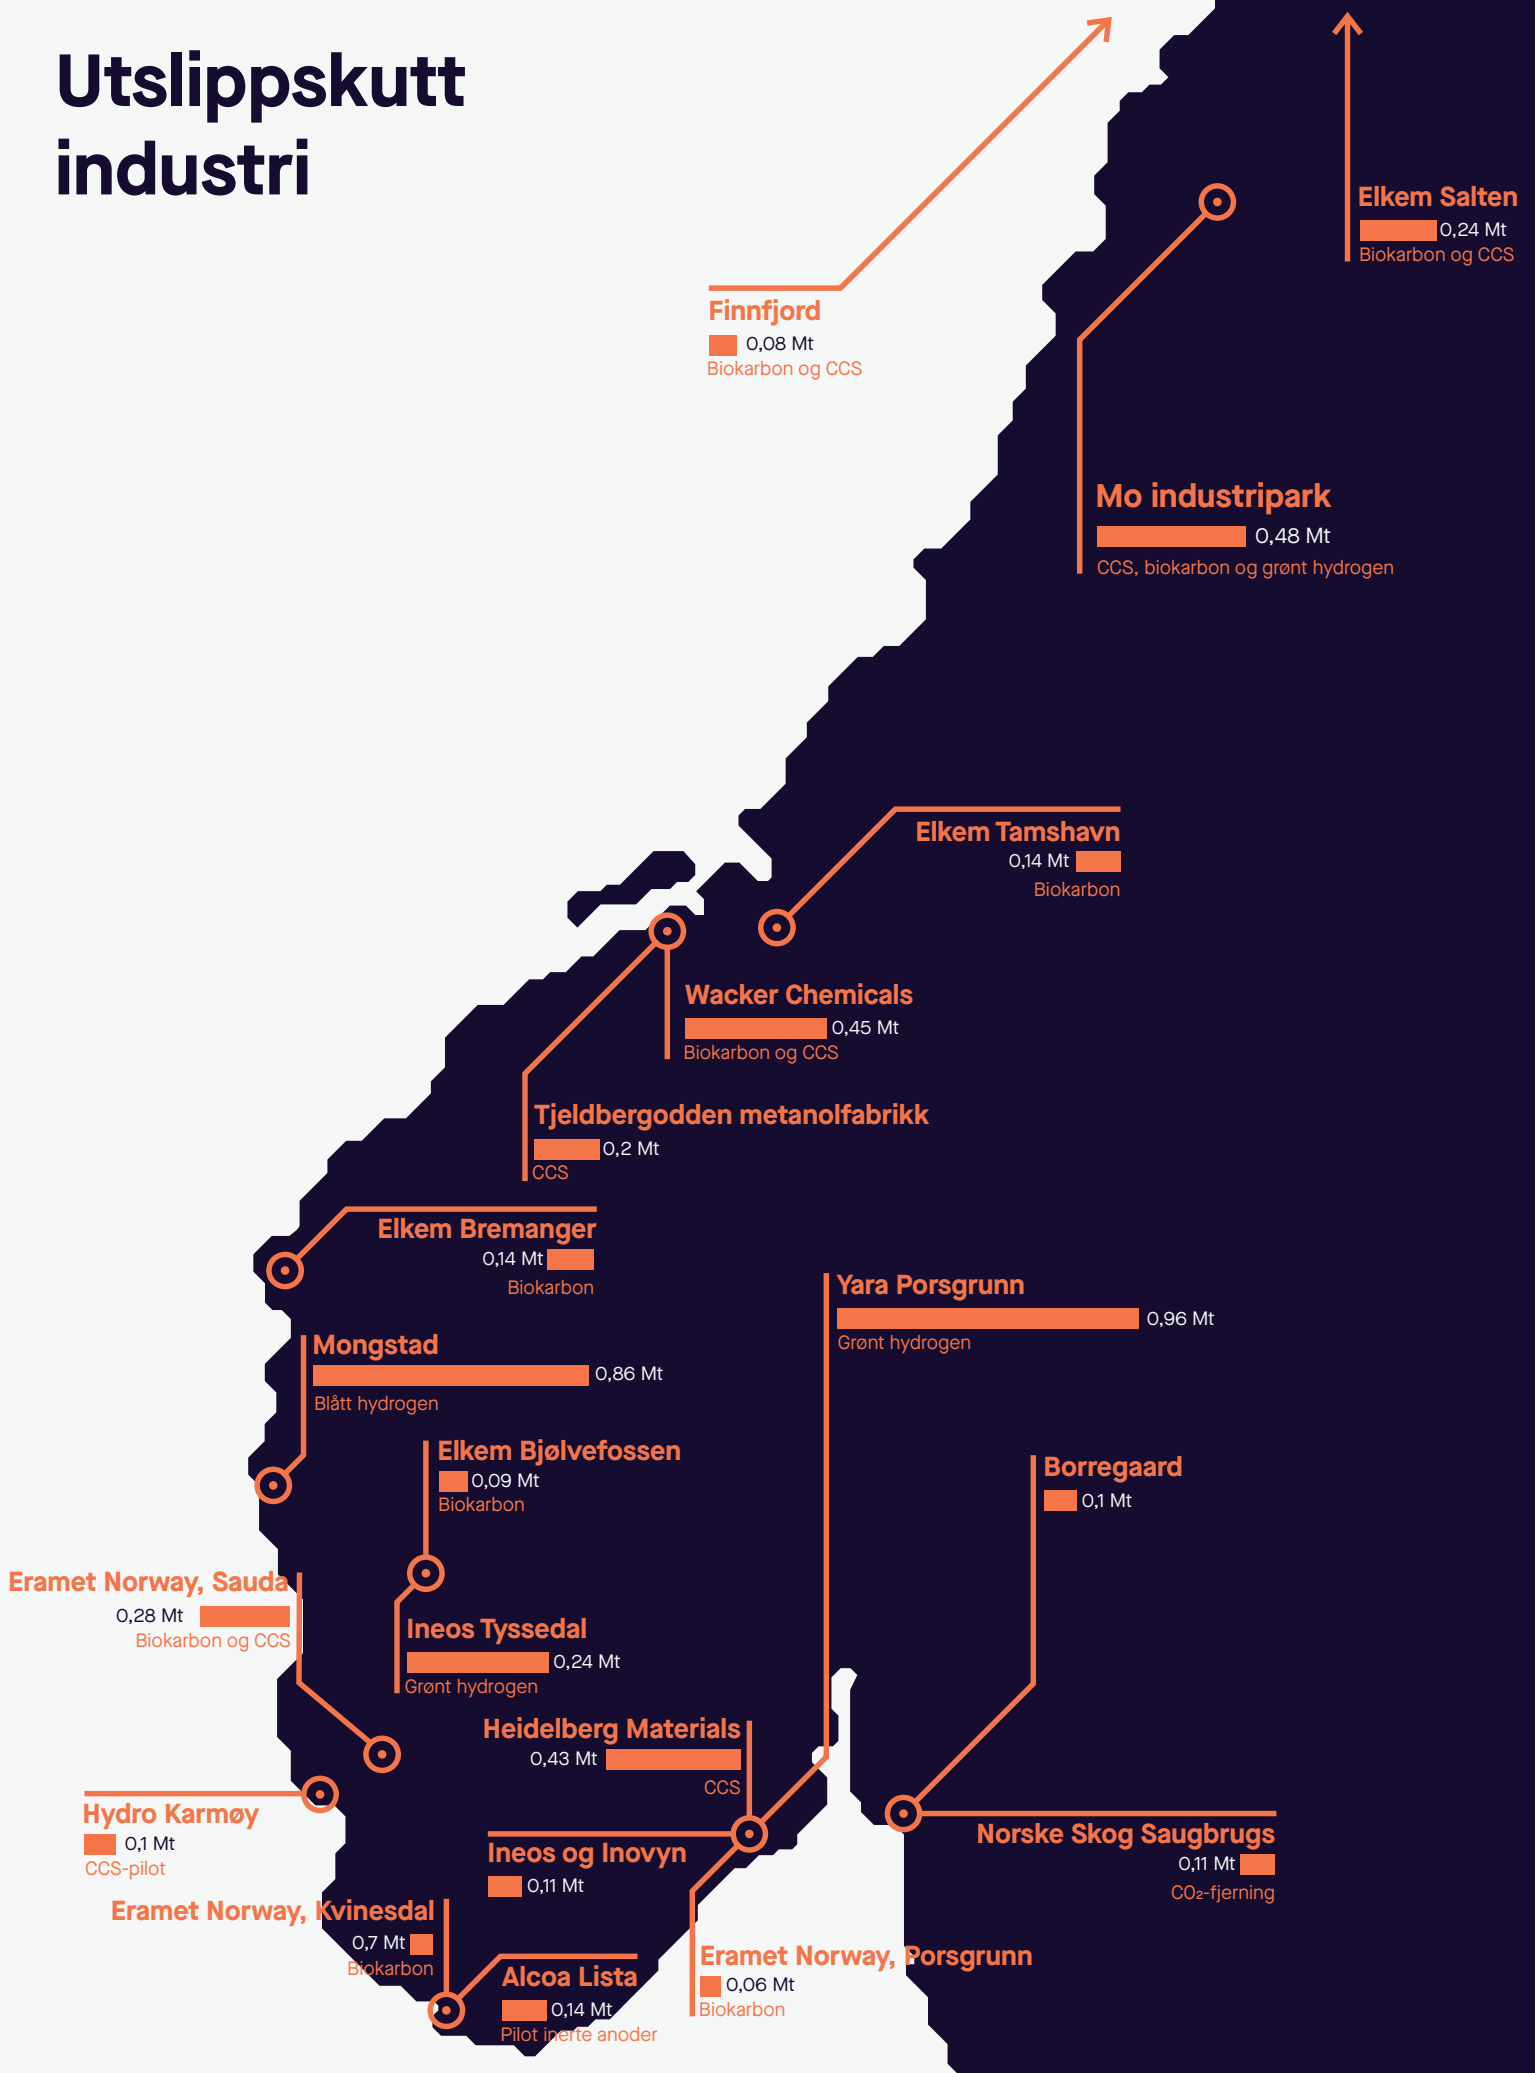 Utslippskutt
industri
Elkem Salten
0,24 Mt
Biokarbon og CCS
Finnfjord
0,08 Mt
Biokarbon og CCS
Mo industripark
0,48 Mt
CCS, biokarbon og grønt hydrogen
Elkem Tamshavn
0,14 Mt
Biokarbon
Wacker Chemicals
0,45 Mt
Biokarbon og CCS
Tjeldbergodden metanolfabrikk
0,2 Mt
CCS
Elkem Bremanger
0,14 Mt
Biokarbon
Yara Porsgrunn
0,96 Mt
Grønt hydrogen
Mongstad
0,86 Mt
Blått hydrogen
Elkem Bjølvefossen
0,09 Mt
Biokarbon
Borregaard
0,1 Mt
Eramet Norway, Sauda
0,28 Mt
Biokarbon og CCS
Ineos Tyssedal
0,24 Mt
Grønt hydrogen
Heidelberg Materials
0,43 Mt
CCS
Hydro Karmøy
0,1 Mt
CCS-pilot
Ineos og Inovyn
0,11 Mt
Norske Skog Saugbrugs
0,11 Mt
CO₂-fjerning
Eramet Norway, Kvinesdal
0,7 Mt
Biokarbon
Alcoa Lista
0,14 Mt
Pilot inerte anoder
Eramet Norway, Porsgrunn
0,06 Mt
Biokarbon